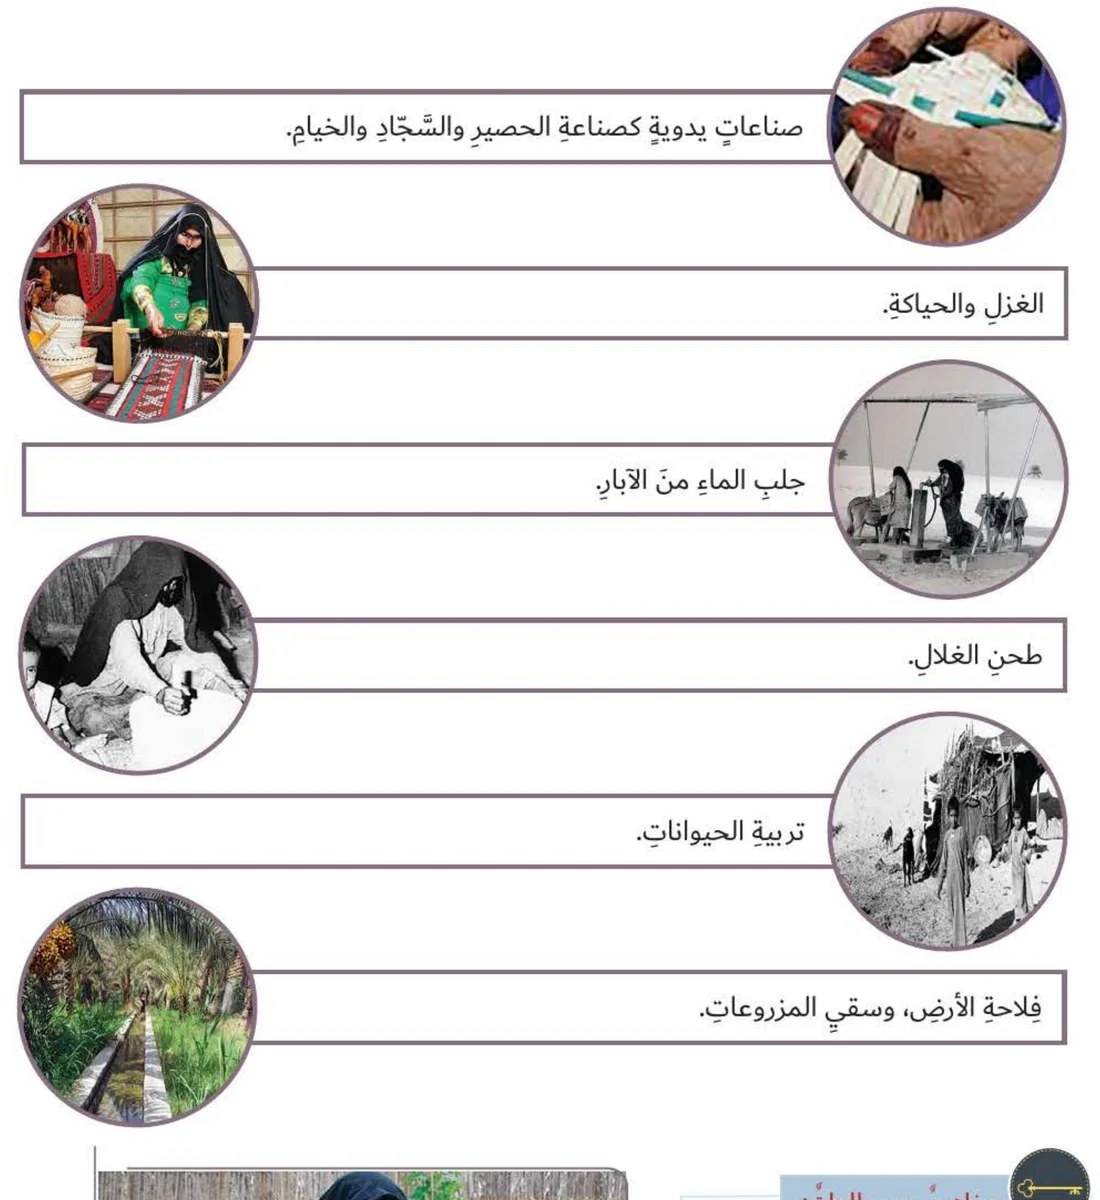 صناعاتٍ يدويةٍ كصناعةِ الحصيرِ والسَّجّادِ والخيامِ.
الغزلِ والحياكةِ.
جلبِ الماءِ منَ الآبارِ.
طحنِ الغلالِ.
تربيةِ الحيواناتِ.
فِلاحةِ الأرضِ، وسقيِ المزروعاتِ.